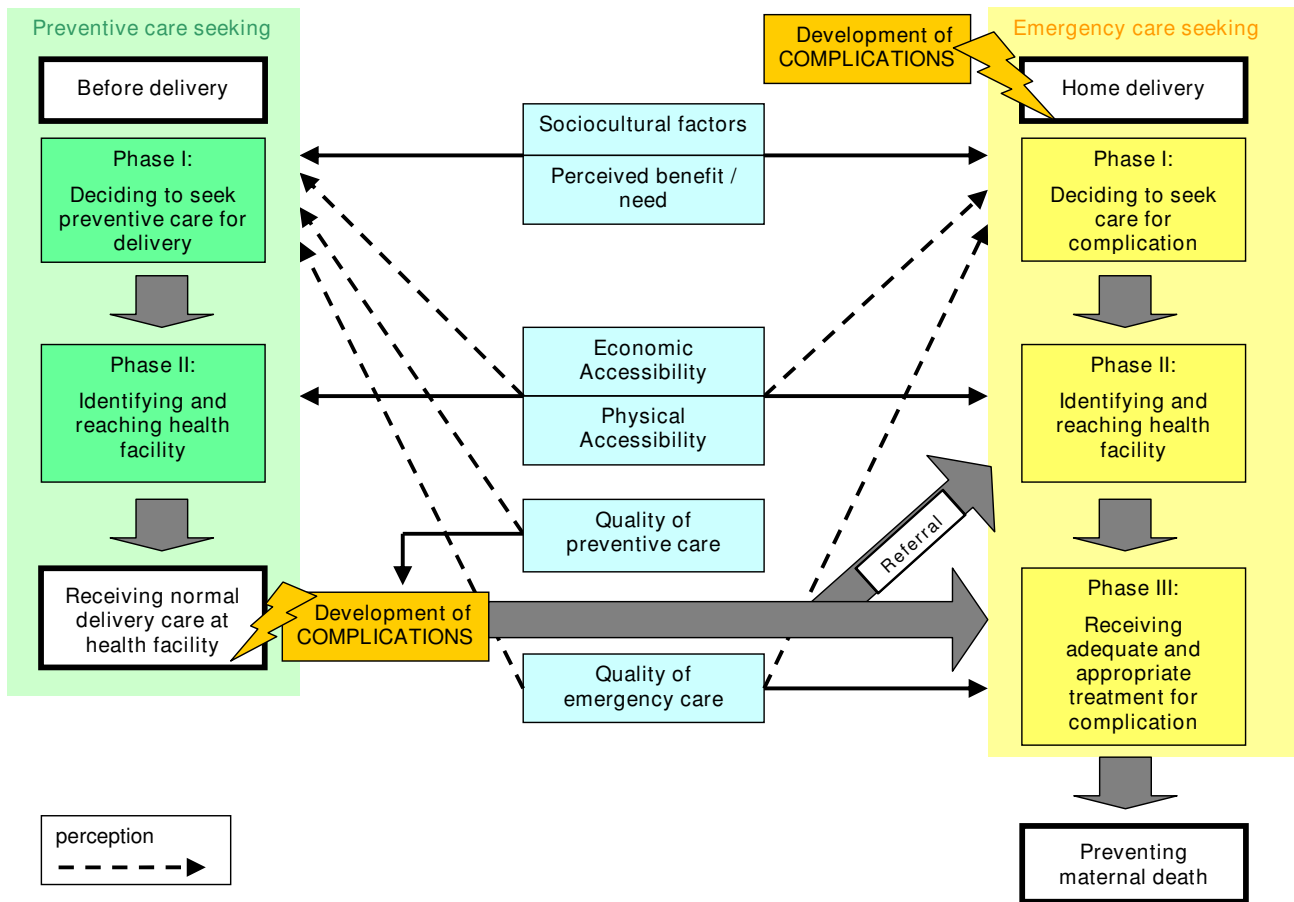 Preventive care seeking
Before delivery
Phase I:
Deciding to seek
preventive care for
delivery
Phase II:
Identifying and
reaching health
facility
Receiving normal
delivery care at
health facility
Development of
COMPLICATIONS
Sociocultural factors
Perceived benefit /
need
Economic
Accessibility
Physical
Accessibility
Quality of
preventive care
Quality of
emergency care
Referral
Development of
COMPLICATIONS
Emergency care seeking
Home delivery
Phase I:
Deciding to seek
care for
complication
Phase II:
Identifying and
reaching health
facility
Phase III:
Receiving
adequate and
appropriate
treatment for
complication
Preventing
maternal death
perception